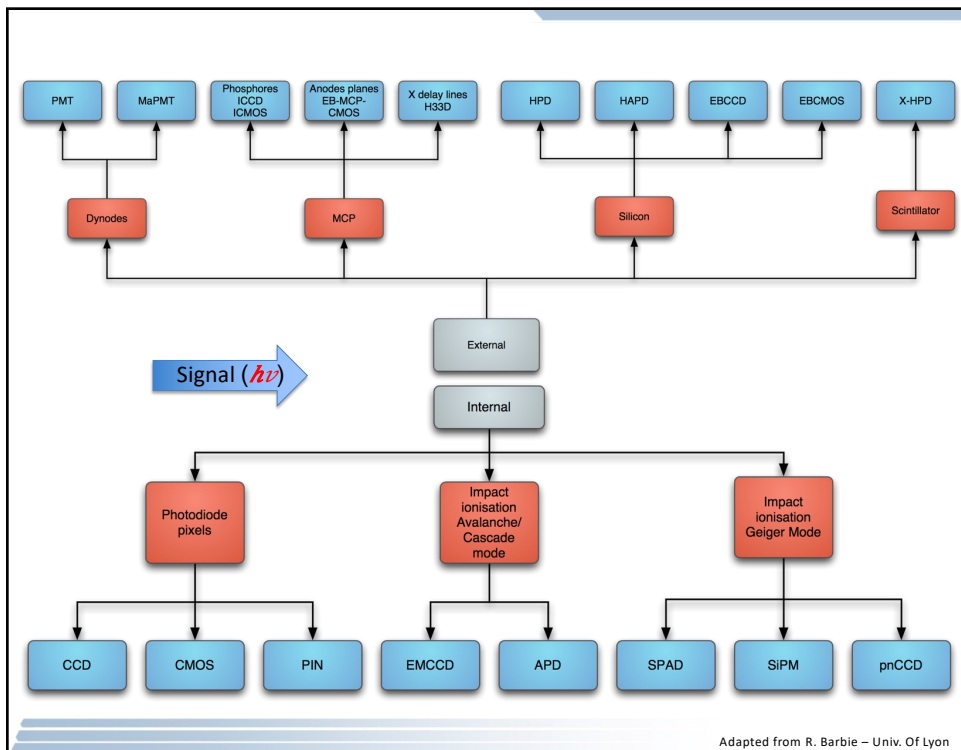 PMT
MaPMT
Phosphores
ICCD
ICMOS
Anodes planes
EB-MCP-
CMOS
X delay lines
H33D
HPD
HAPD
EBCCD
EBCMOS
X-HPD
Dynodes
MCP
Silicon
Scintillator
External
Signal (hν)
Internal
Photodiode
pixels
Impact
ionisation
Avalanche/
Cascade
mode
Impact
ionisation
Geiger Mode
CCD
CMOS
PIN
EMCCD
APD
SPAD
SiPM
pnCCD
Adapted from R. Barbie – Univ. Of Lyon